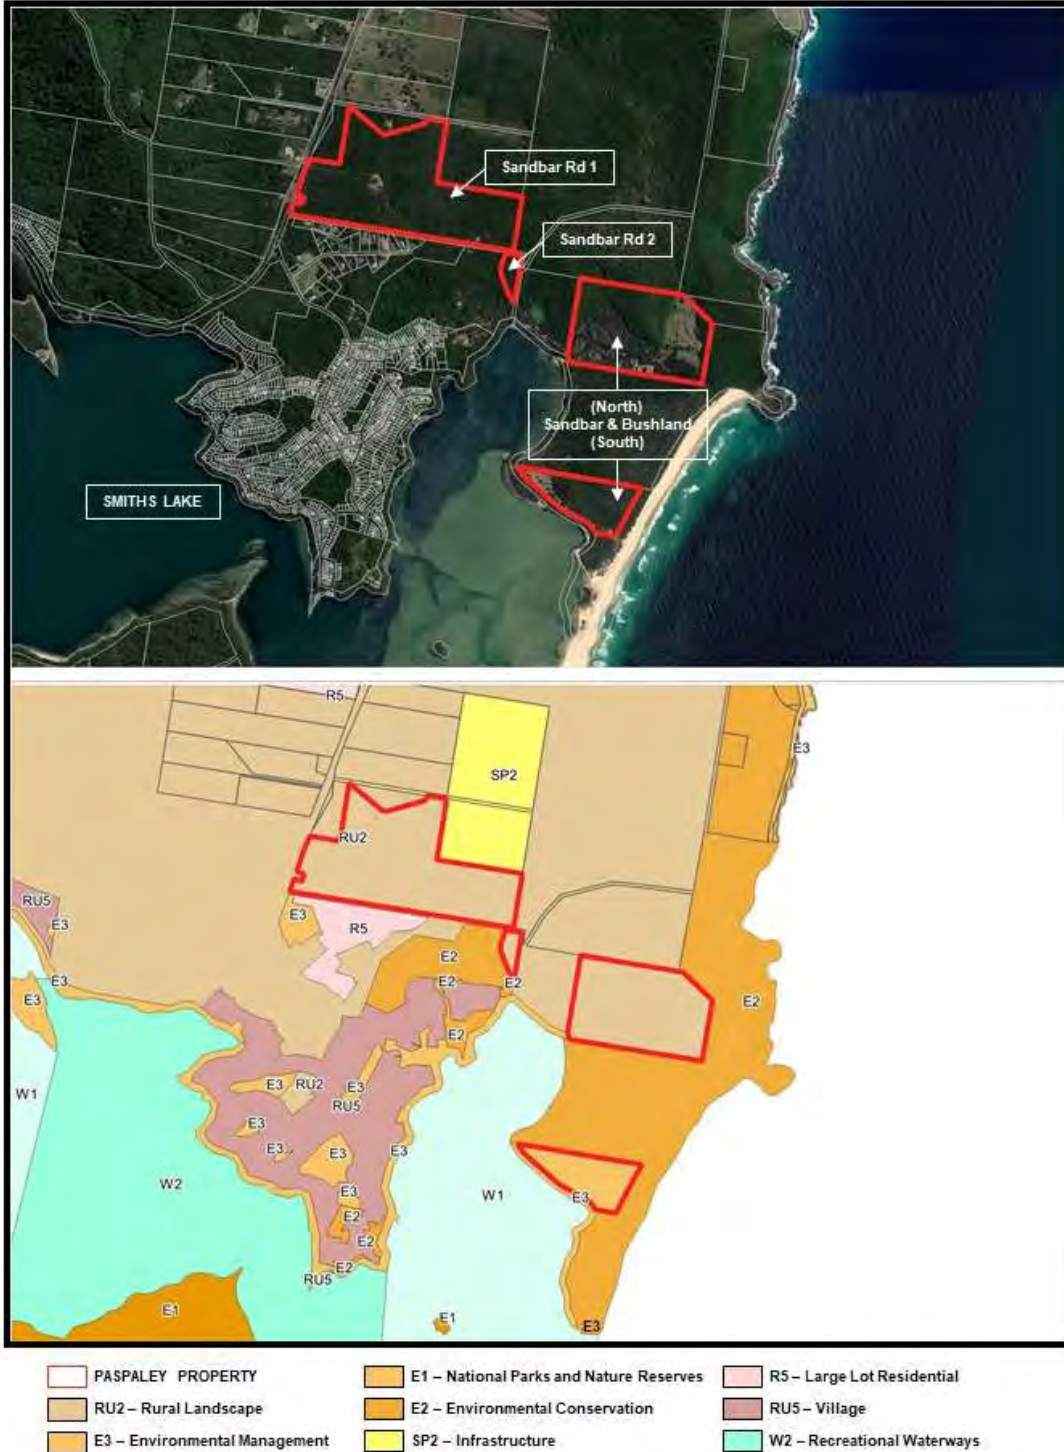 Sandbar Rd 1
Sandbar Rd 2
(North)
Sandbar & Bushland
(South)
SMITHS LAKE
R5
E3
SP2
RU2
RU5
E3
E3
R5
E2
E3
E2
E2
E2
E3
E2
W1
E3
RU2
E3
RU5
E3
E3
E3
E3
W2
E3
W1
E3
E2
E2
E2
RU5
E1
E1
E3
PASPALEY PROPERTY
E1 – National Parks and Nature Reserves
R5 – Large Lot Residential
RU2 – Rural Landscape
E2 – Environmental Conservation
RU5 – Village
E3 – Environmental Management
SP2 – Infrastructure
W2 – Recreational Waterways